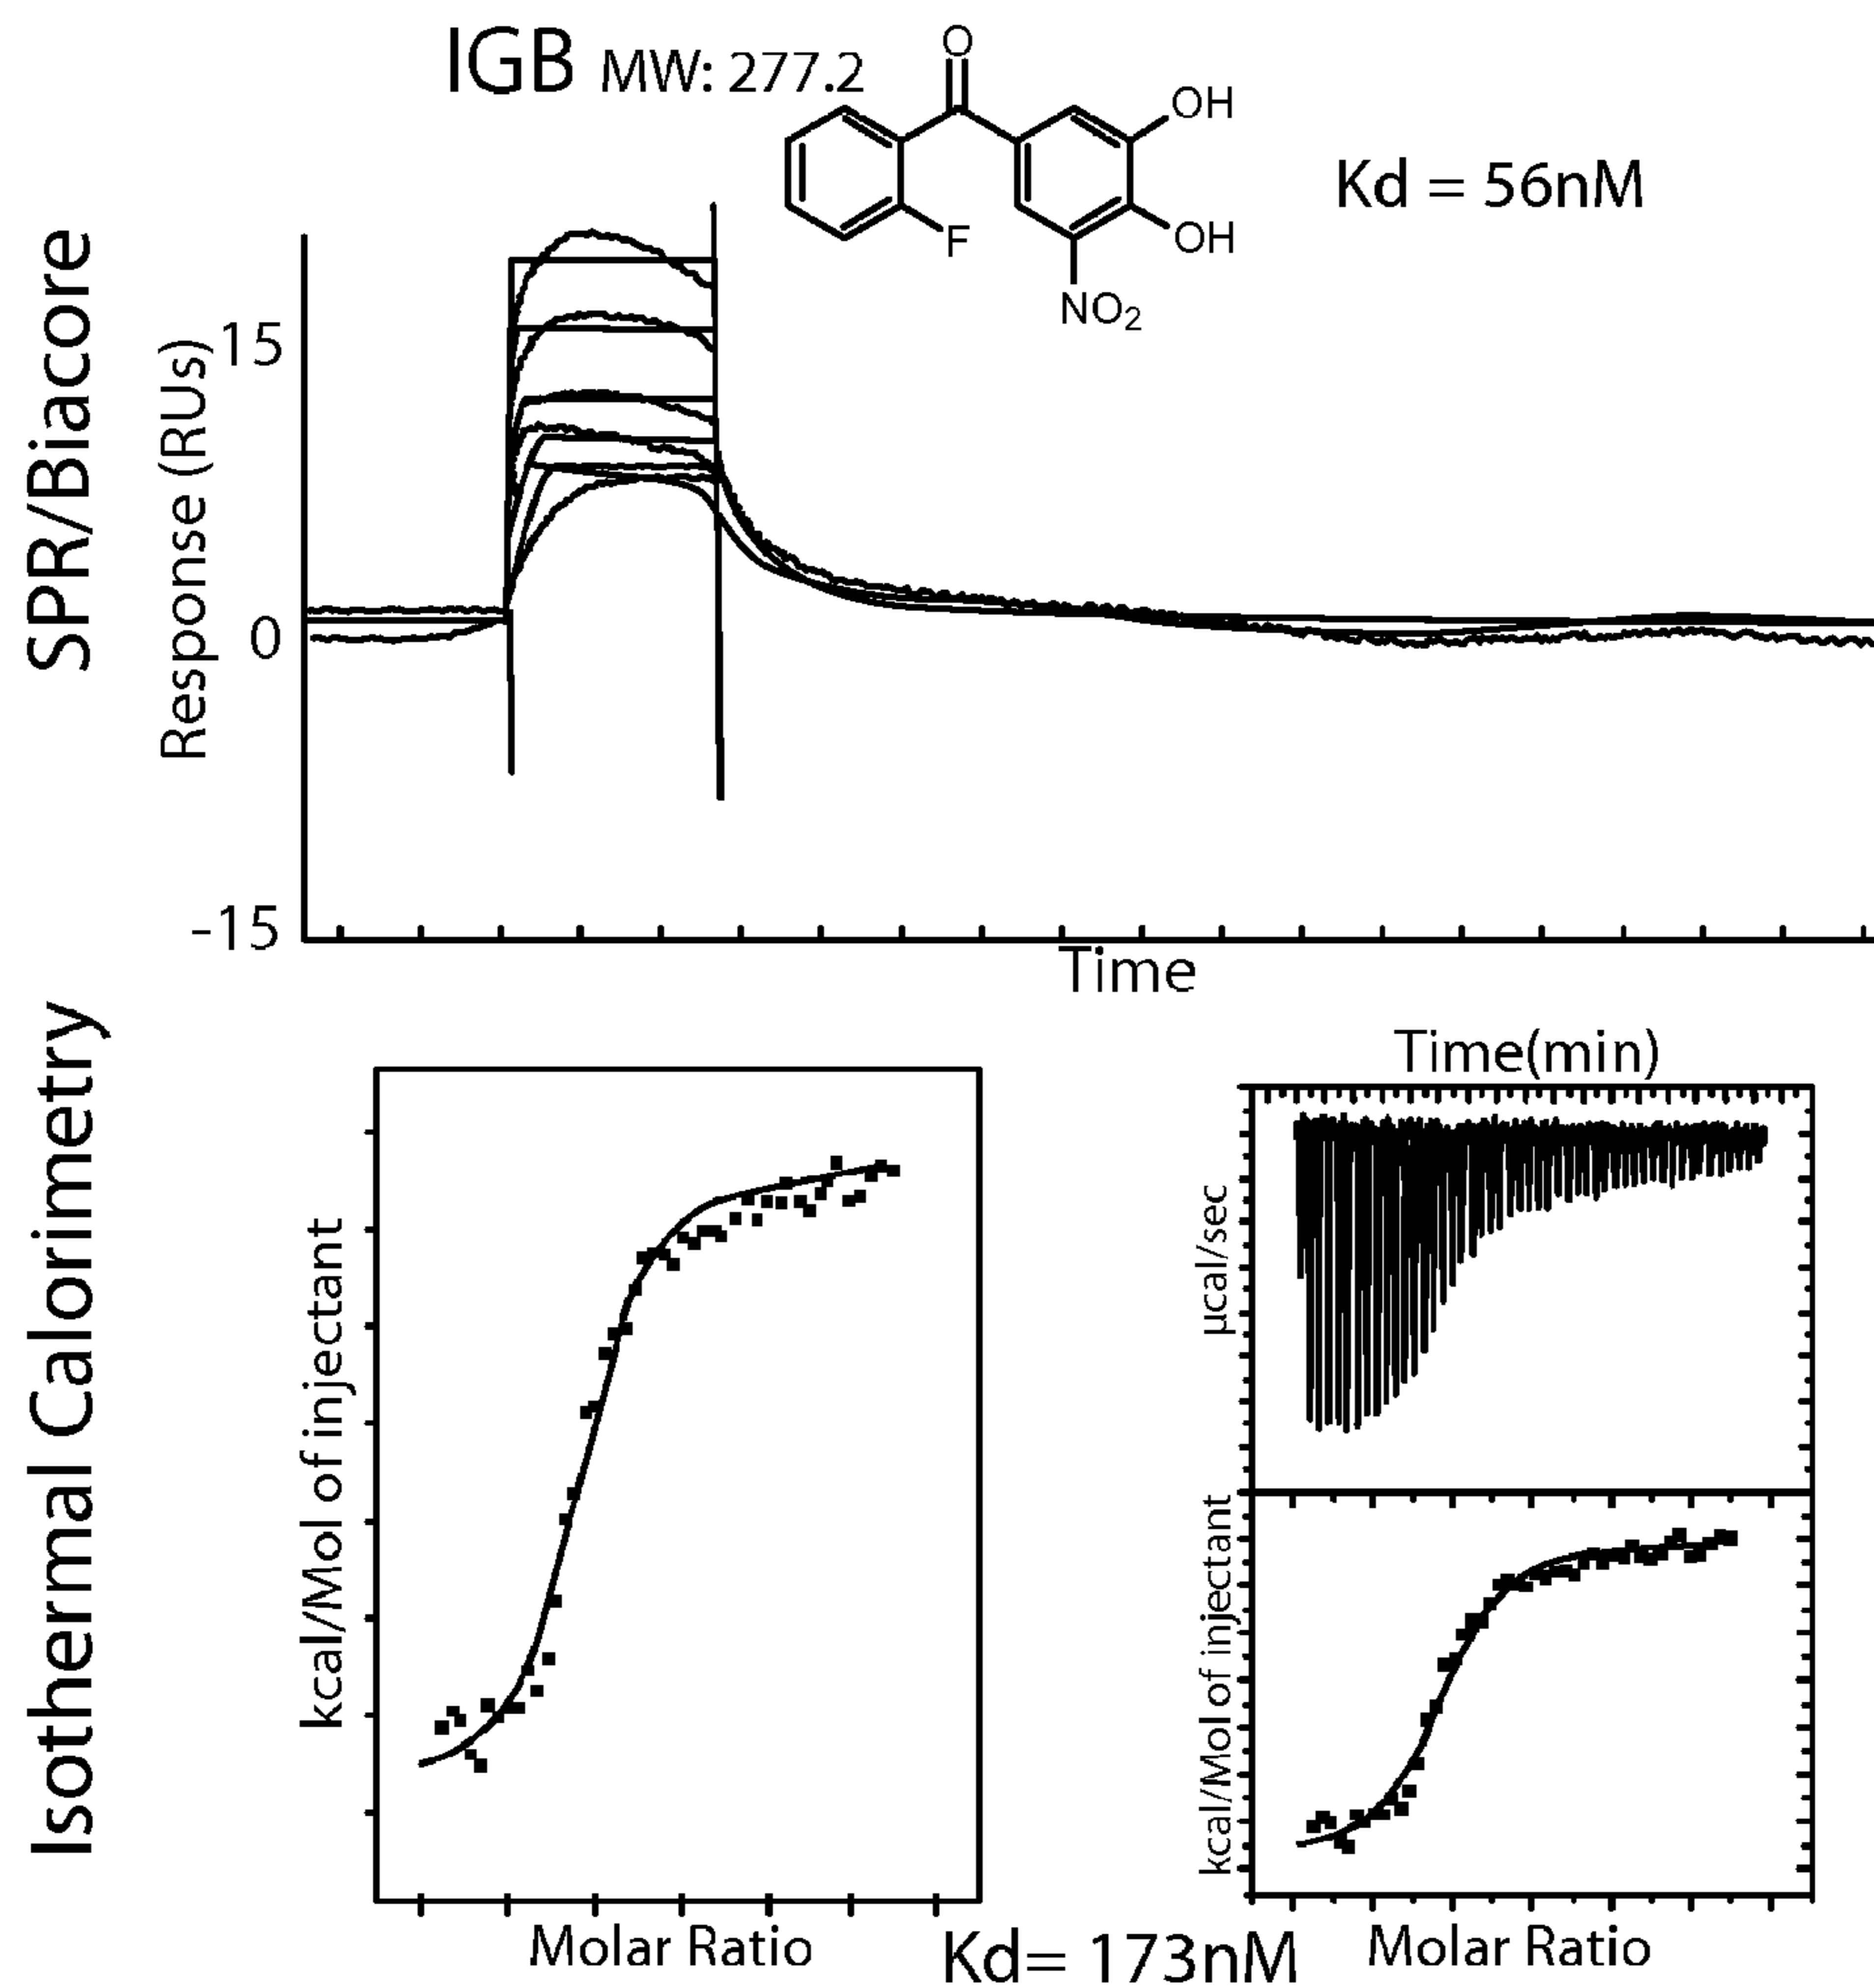 IGB MW: 277.2
O
OH
OH
F
NO2
Kd = 56nM
SPR/Biacore
Response (RUs)
15
0
-15
Time
Isothermal Calorimetry
kcal/Mol of injectant
Molar Ratio
Kd= 173nM
Time(min)
µcal/sec
kcal/Mol of injectant
Molar Ratio